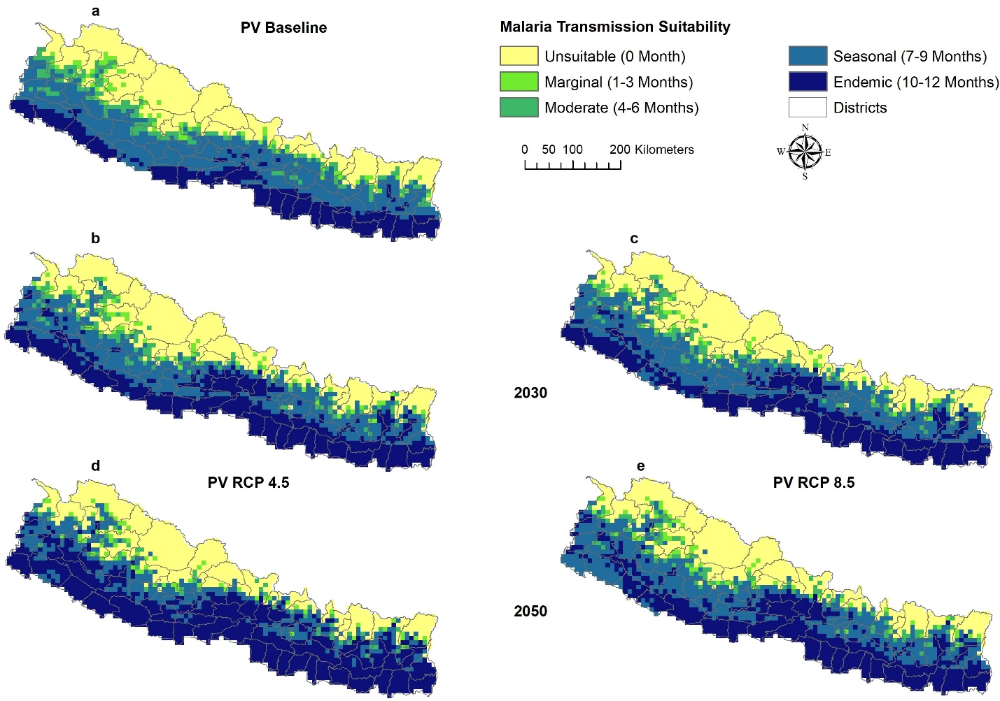 a
PV Baseline
Malaria Transmission Suitability
Unsuitable (0 Month)
Marginal (1-3 Months)
Moderate (4-6 Months)
Seasonal (7-9 Months)
Endemic (10-12 Months)
Districts
0 50 100 200 Kilometers
N
W E
S
b
c
2030
d
PV RCP 4.5
e
PV RCP 8.5
2050